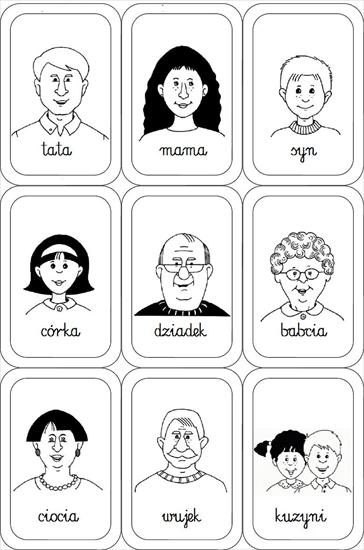 tata
mama
syn
córka
dziadek
babcia
ciocia
wujek
kuzyni